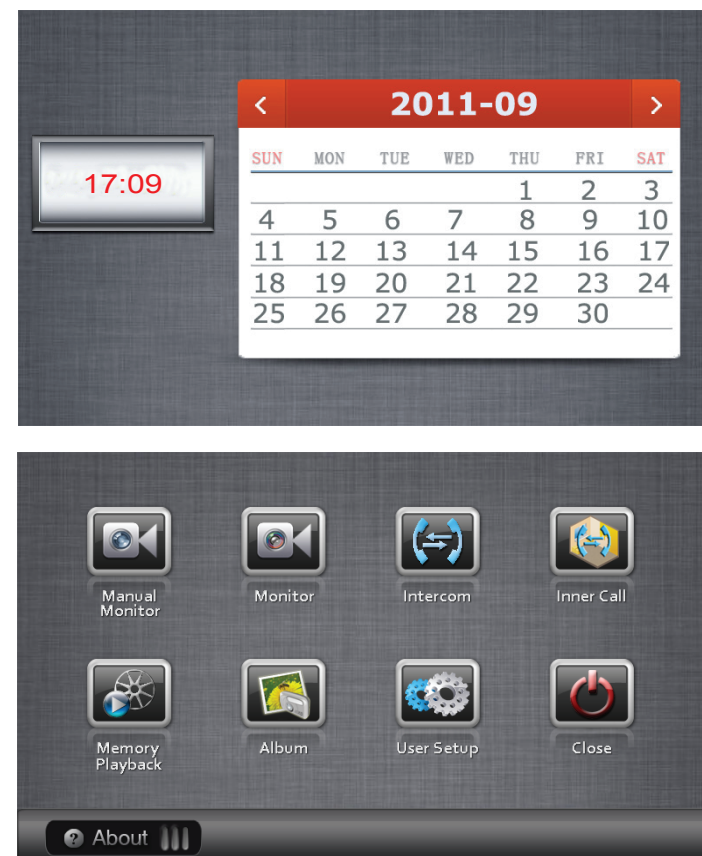 < 2011-09 >
17:09
SUN MON TUE WED THU FRI SAT
1 2 3
4 5 6 7 8 9 10
11 12 13 14 15 16 17
18 19 20 21 22 23 24
25 26 27 28 29 30
Manual Monitor Intercom Inner Call
Monitor
Memory Album User Setup Close
Playback
? About